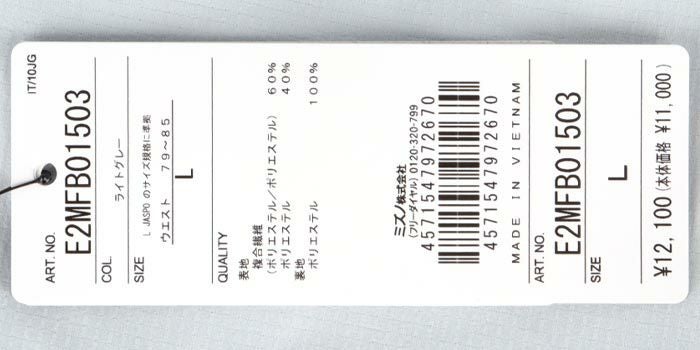 IT/10JG
ART. NO.
E2MFB01503
COL.
ライトグレー
SIZE
L JASPO のサイズ規格に準拠
ウエスト 79～85
L
QUALITY
表地
複合繊維
(ポリエステル/ポリエステル) 60%
ポリエステル 40%
裏地
ポリエステル 100%
ミズノ株式会社
(フリーダイヤル) 0120-320-799
4571547972670
4571547972670
MADE IN VIETNAM
ART. NO.
E2MFB01503
SIZE
L
¥12,100 (本体価格 ¥11,000)